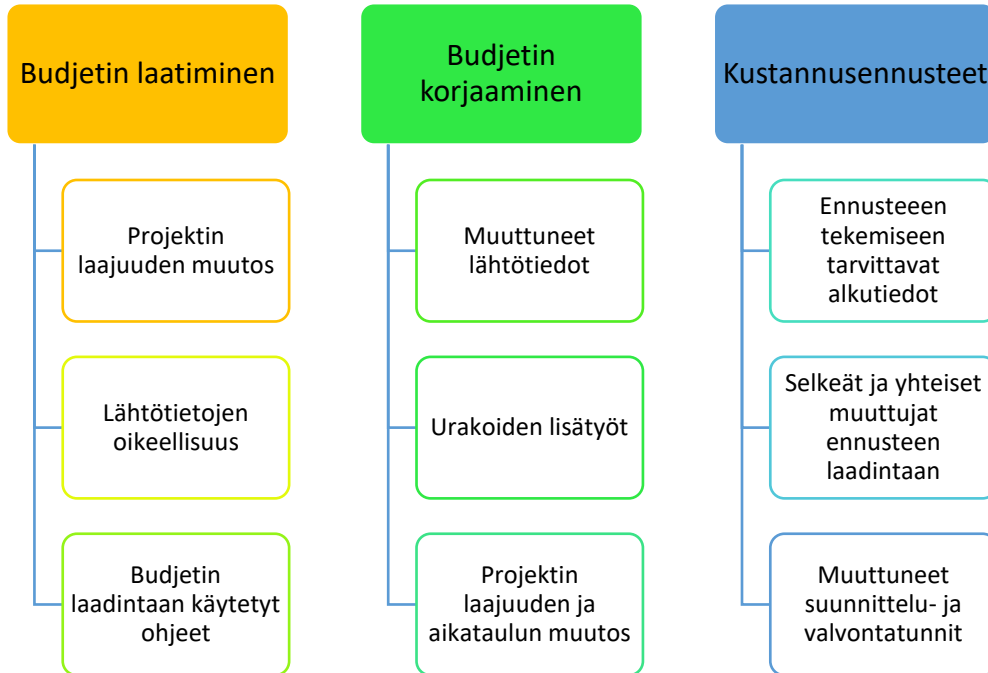 Budjetin laatiminen
Projektin
laajuuden muutos
Lähtötietojen
oikeellisuus
Budjetin
laadintaan käytetyt
ohjeet
Budjetin
korjaaminen
Muuttuneet
lähtötiedot
Urakoiden lisätyöt
Projektin
laajuuden ja
aikataulun muutos
Kustannusennusteet
Ennusteeen
tekemiseen
tarvittavat
alkutiedot
Selkeät ja yhteiset
muuttujat
ennusteen
laadintaan
Muuttuneet
suunnittelu- ja
valvontatunnit